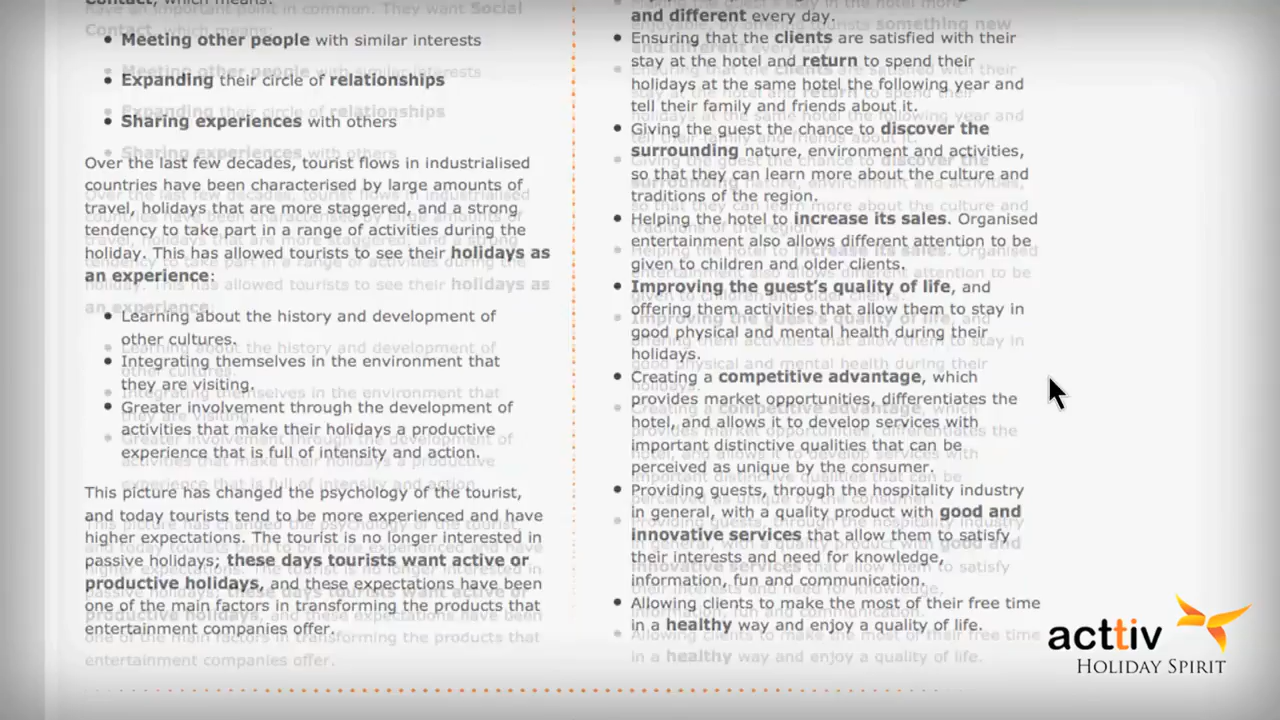 Contact, which means:
• Meeting other people with similar interests
• Expanding their circle of relationships
• Sharing experiences with others
Over the last few decades, tourist flows in industrialised
countries have been characterised by large amounts of
travel, holidays that are more staggered, and a strong
tendency to take part in a range of activities during the
holiday. This has allowed tourists to see their holidays as
an experience:
• Learning about the history and development of
other cultures.
• Integrating themselves in the environment that
they are visiting.
• Greater involvement through the development of
activities that make their holidays a productive
experience that is full of intensity and action.
This picture has changed the psychology of the tourist,
and today tourists tend to be more experienced and have
higher expectations. The tourist is no longer interested in
passive holidays; these days tourists want active or
productive holidays, and these expectations have been
one of the main factors in transforming the products that
entertainment companies offer.
and different every day.
• Ensuring that the clients are satisfied with their
stay at the hotel and return to spend their
holidays at the same hotel the following year and
tell their family and friends about it.
• Giving the guest the chance to discover the
surrounding nature, environment and activities,
so that they can learn more about the culture and
traditions of the region.
• Helping the hotel to increase its sales. Organised
entertainment also allows different attention to be
given to children and older clients.
• Improving the guest's quality of life, and
offering them activities that allow them to stay in
good physical and mental health during their
holidays.
• Creating a competitive advantage, which
provides market opportunities, differentiates the
hotel, and allows it to develop services with
important distinctive qualities that can be
perceived as unique by the consumer.
• Providing guests, through the hospitality industry
in general, with a quality product with good and
innovative services that allow them to satisfy
their interests and need for knowledge,
information, fun and communication.
• Allowing clients to make the most of their free time
in a healthy way and enjoy a quality of life.
acttiv
HOLIDAY SPIRIT